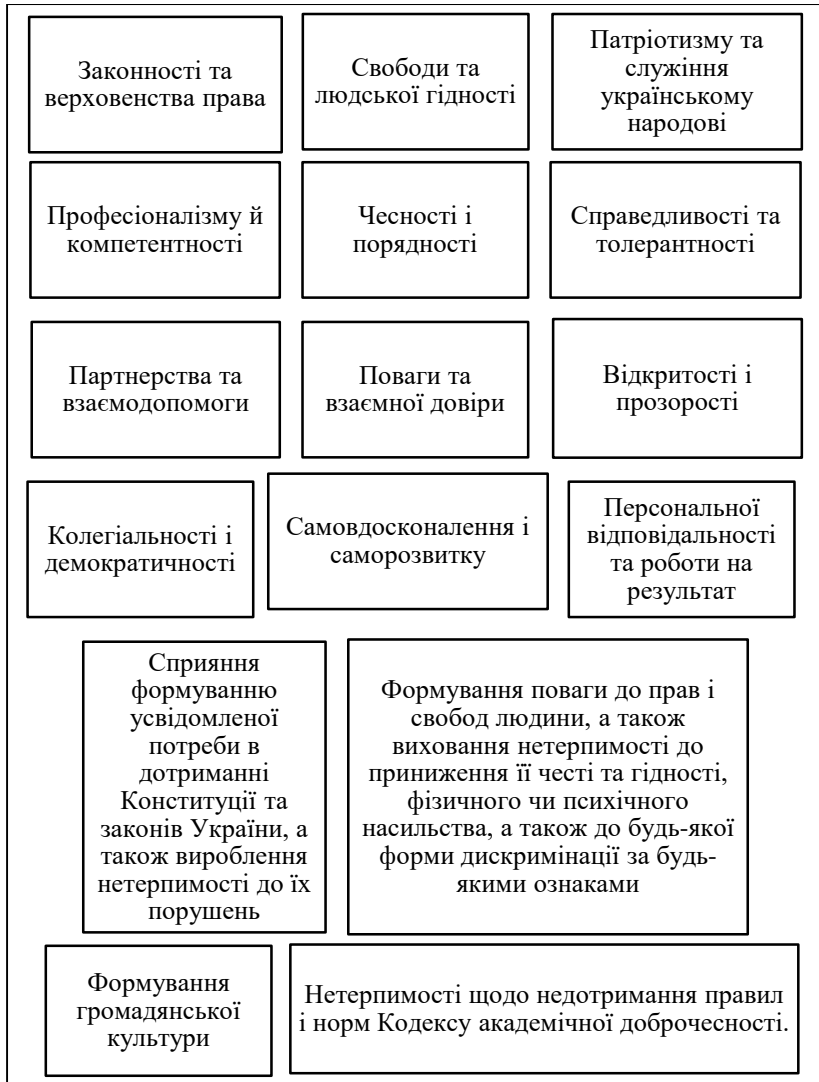 Законності та
верховенства права
Свободи та
людської гідності
Патріотизму та
служіння
українському
народові
Професіоналізму й
компетентності
Чесності і
порядності
Справедливості та
толерантності
Партнерства та
взаємодопомоги
Поваги та
взаємної довіри
Відкритості і
прозорості
Колегіальності і
демократичності
Самовдосконалення і
саморозвитку
Персональної
відповідальності
та роботи на
результат
Сприяння
формуванню
усвідомленої
потреби в
дотриманні
Конституції та
законів України, а
також вироблення
нетерпимості до їх
порушень
Формування поваги до прав і
свобод людини, а також
виховання нетерпимості до
приниження її честі та гідності,
фізичного чи психічного
насильства, а також до будь-якої
форми дискримінації за будь-
якими ознаками
Формування
громадянської
культури
Нетерпимості щодо недотримання правил
і норм Кодексу академічної доброчесності.